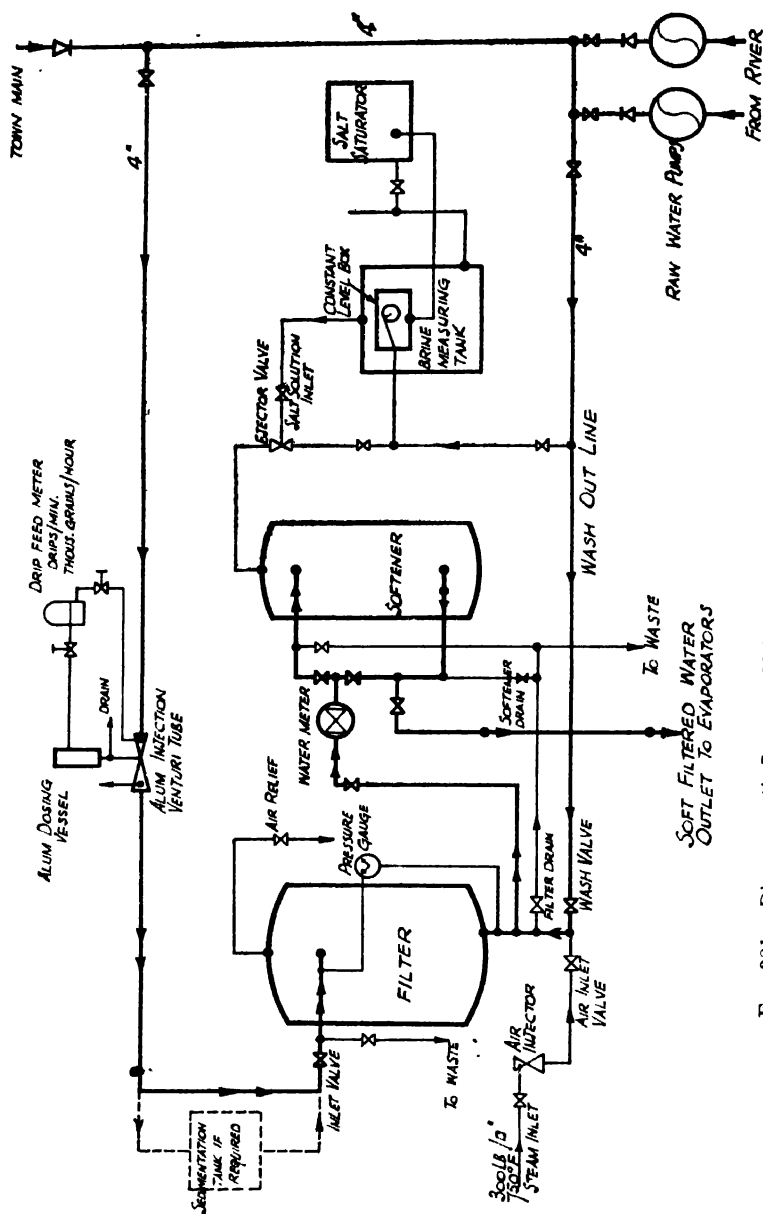 TOWN MAIN
4"
4"
SALT
SATURATOR
CONSTANT
LEVEL BOX
BRINE
MEASURING
TANK
EJECTOR VALVE
SALT SOLUTION
INLET
RAW WATER PUMPS
FROM RIVER
4"
WASH OUT LINE
DRIP FEED METER
DRIPS/MIN.
THOUS. GRAINS/HOUR
DRAIN
ALUM DOSING
VESSEL
ALUM INJECTION
VENTURI TUBE
SOFTENER
WATER METER
SOFTENER
DRAIN
TO WASTE
SOFT FILTERED WATER
OUTLET TO EVAPORATORS
AIR RELIEF
PRESSURE
GAUGE
FILTER
FILTER DRAIN
WASH VALVE
SEDIMENTATION
TANK IF
REQUIRED
INLET VALVE
TO WASTE
AIR
INJECTOR
AIR INLET
VALVE
300LB/□"
750°F
STEAM INLET